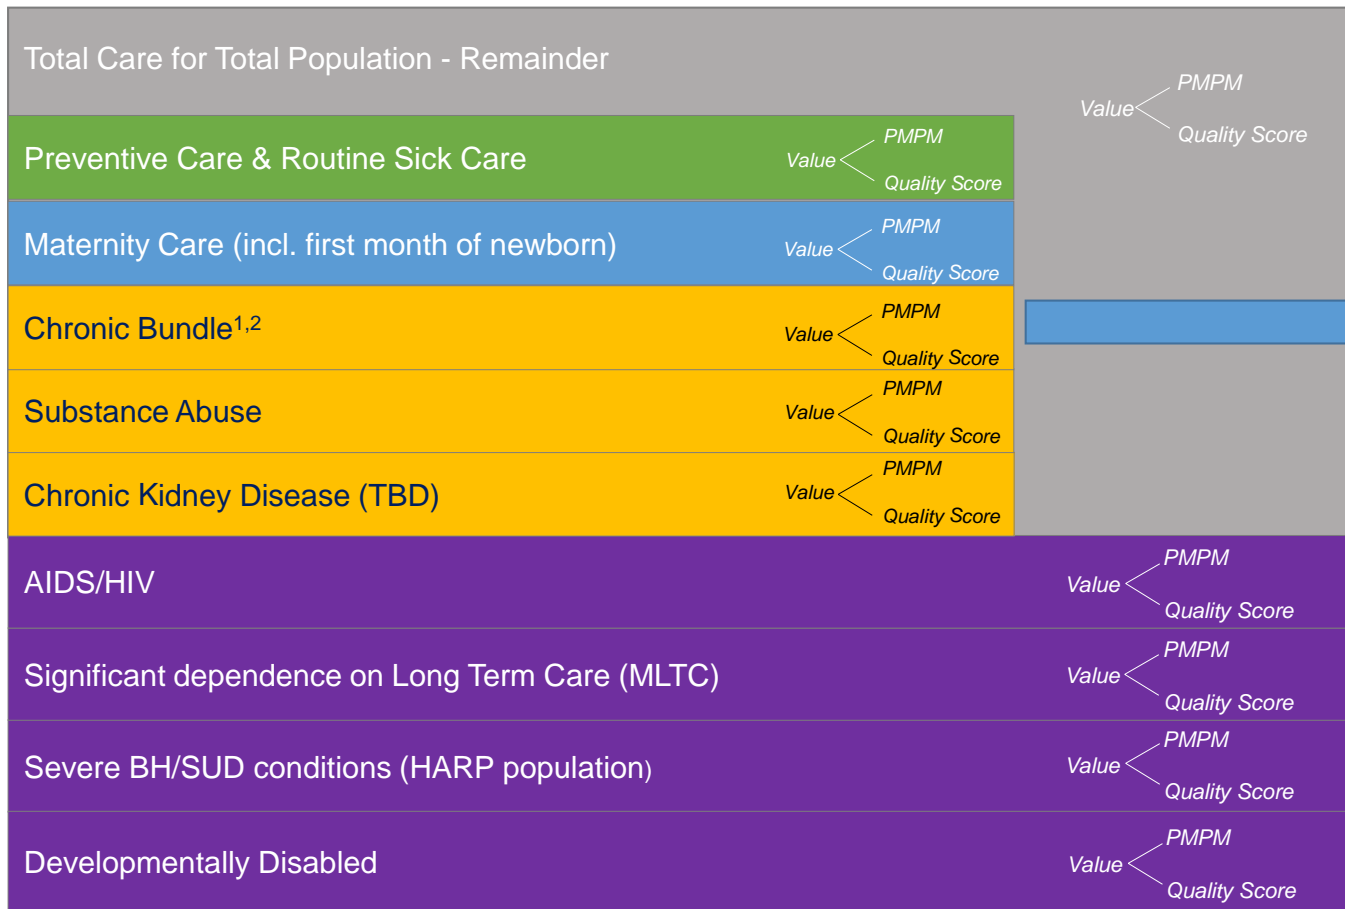 Total Care for Total Population - Remainder
Value
PMPM
Quality Score
Preventive Care & Routine Sick Care
Value
PMPM
Quality Score
Maternity Care (incl. first month of newborn)
Value
PMPM
Quality Score
Chronic Bundle1,2
Value
PMPM
Quality Score
Substance Abuse
Value
PMPM
Quality Score
Chronic Kidney Disease (TBD)
Value
PMPM
Quality Score
AIDS/HIV
Value
PMPM
Quality Score
Significant dependence on Long Term Care (MLTC)
Value
PMPM
Quality Score
Severe BH/SUD conditions (HARP population)
Value
PMPM
Quality Score
Developmentally Disabled
Value
PMPM
Quality Score